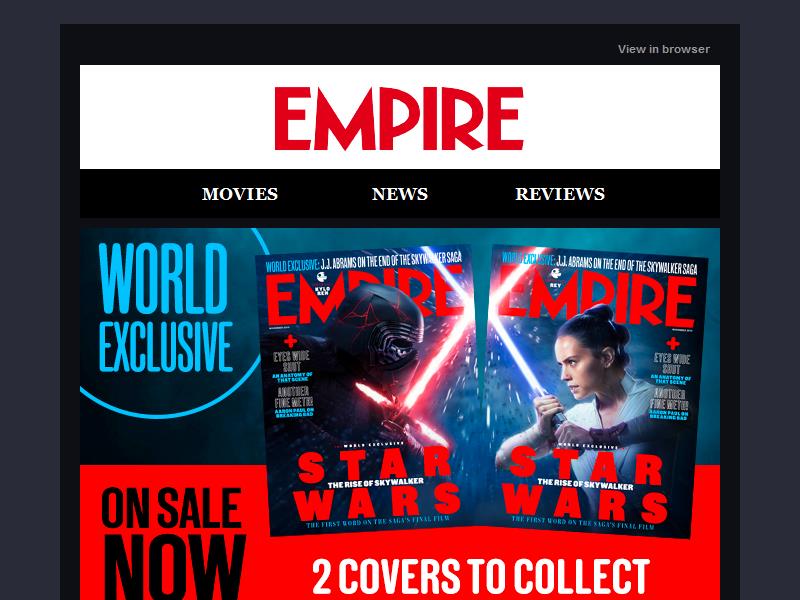 View in browser
EMPIRE
MOVIES NEWS REVIEWS
WORLD
EXCLUSIVE
WORLD EXCLUSIVE: J.J. ABRAMS ON THE END OF THE SKYWALKER SAGA
EMPIRE
KYLO
REN
+
EYES WIDE
SHUT
AN ANATOMY OF
THAT SCENE
ANOTHER
FINE METH!
AARON PAUL ON
BREAKING BAD
WORLD EXCLUSIVE
STAR
THE RISE OF SKYWALKER
WARS
THE FIRST WORD ON THE SAGA'S FINAL FILM
WORLD EXCLUSIVE: J.J. ABRAMS ON THE END OF THE SKYWALKER SAGA
EMPIRE
REY
+
EYES WIDE
SHUT
AN ANATOMY OF
THAT SCENE
ANOTHER
FINE METH!
AARON PAUL ON
BREAKING BAD
WORLD EXCLUSIVE
STAR
THE RISE OF SKYWALKER
WARS
THE FIRST WORD ON THE SAGA'S FINAL FILM
ON SALE
NOW
2 COVERS TO COLLECT